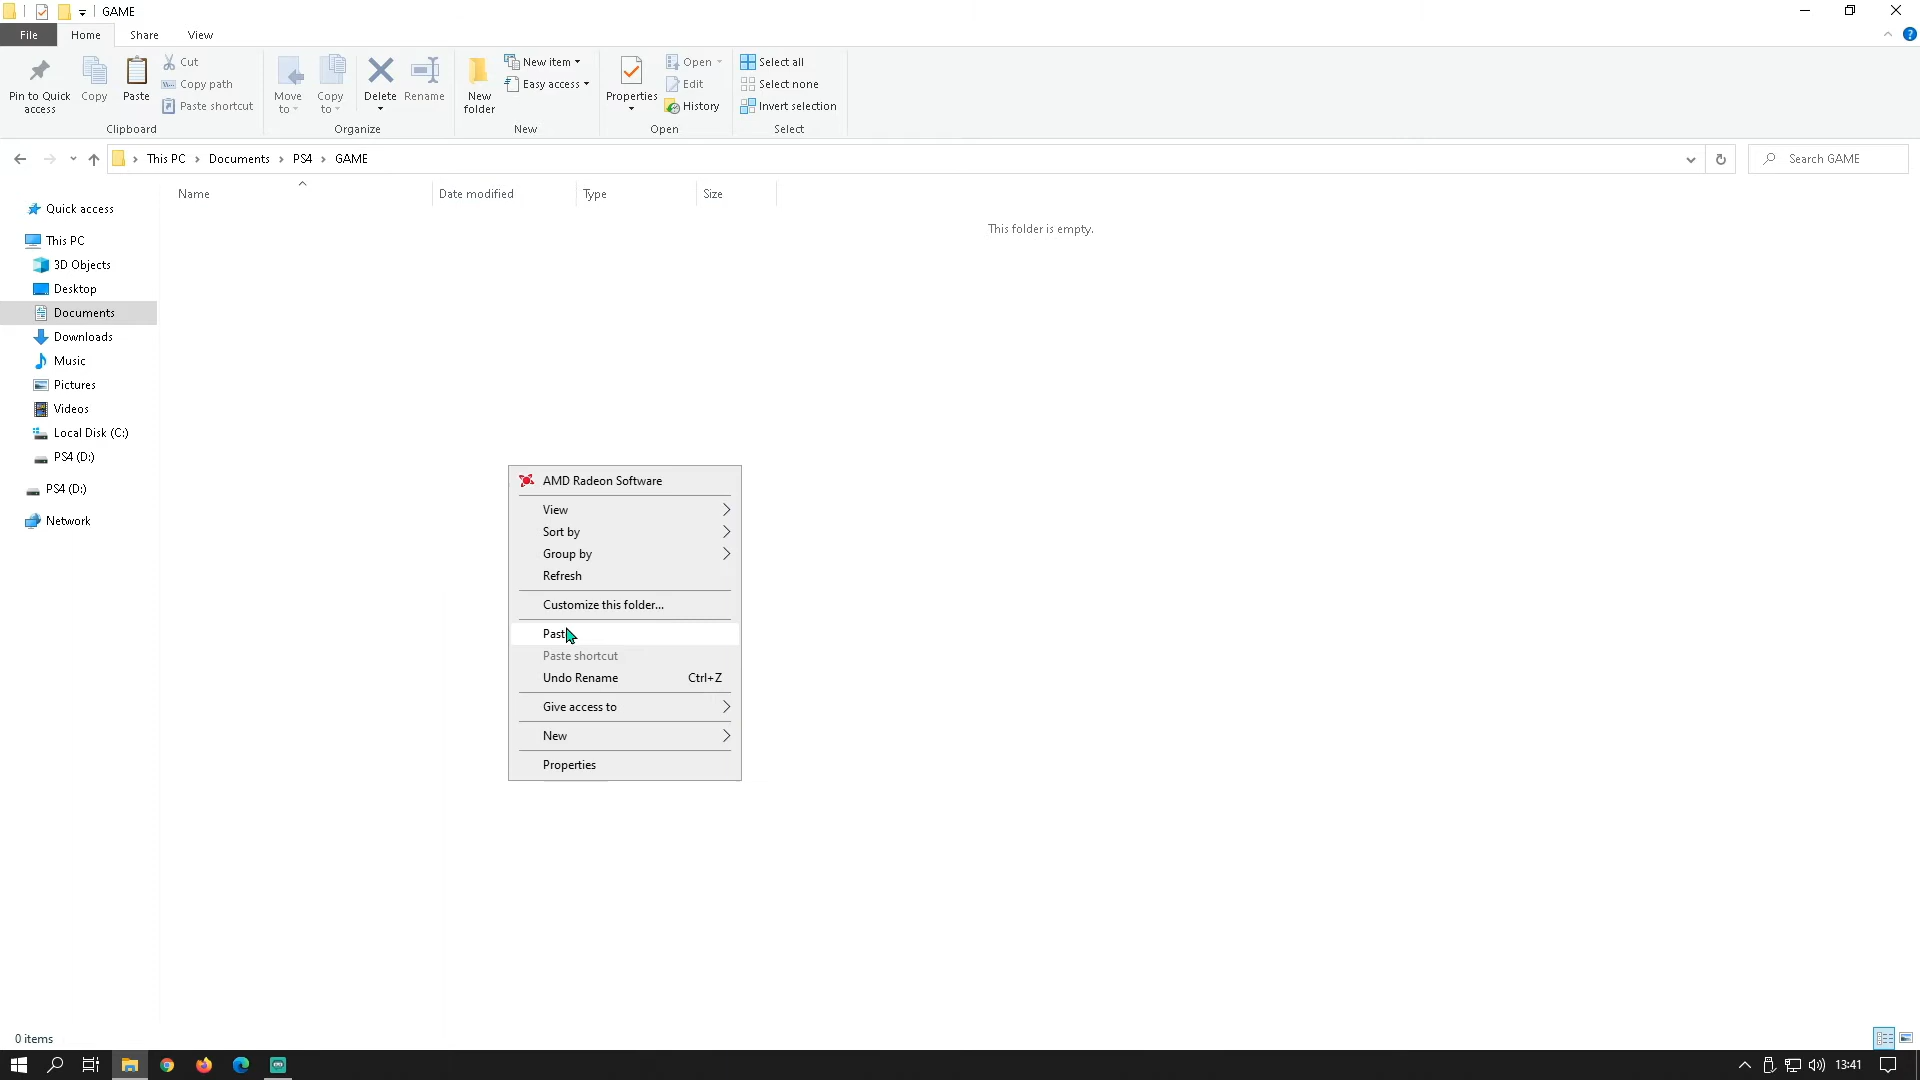 GAME
File Home Share View
Pin to Quick access
Copy
Paste
Cut
Copy path
Paste shortcut
Clipboard
Move to
Copy to
Delete
Rename
Organize
New folder
New item
Easy access
New
Properties
Open
Edit
History
Open
Select all
Select none
Invert selection
Select
This PC > Documents > PS4 > GAME
Search GAME
Name Date modified Type Size
This folder is empty.
Quick access
This PC
3D Objects
Desktop
Documents
Downloads
Music
Pictures
Videos
Local Disk (C:)
PS4 (D:)
PS4 (D:)
Network
AMD Radeon Software
View
Sort by
Group by
Refresh
Customize this folder...
Past
Paste shortcut
Undo Rename Ctrl+Z
Give access to
New
Properties
0 items
13:41